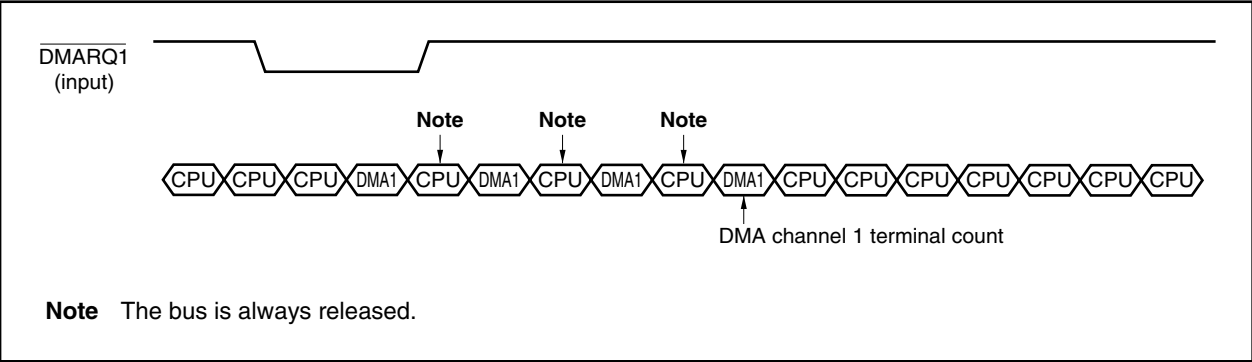 DMARQ1
(input)
Note Note Note
CPU CPU CPU DMA1 CPU DMA1 CPU DMA1 CPU DMA1 CPU CPU CPU CPU CPU CPU CPU
DMA channel 1 terminal count
Note The bus is always released.